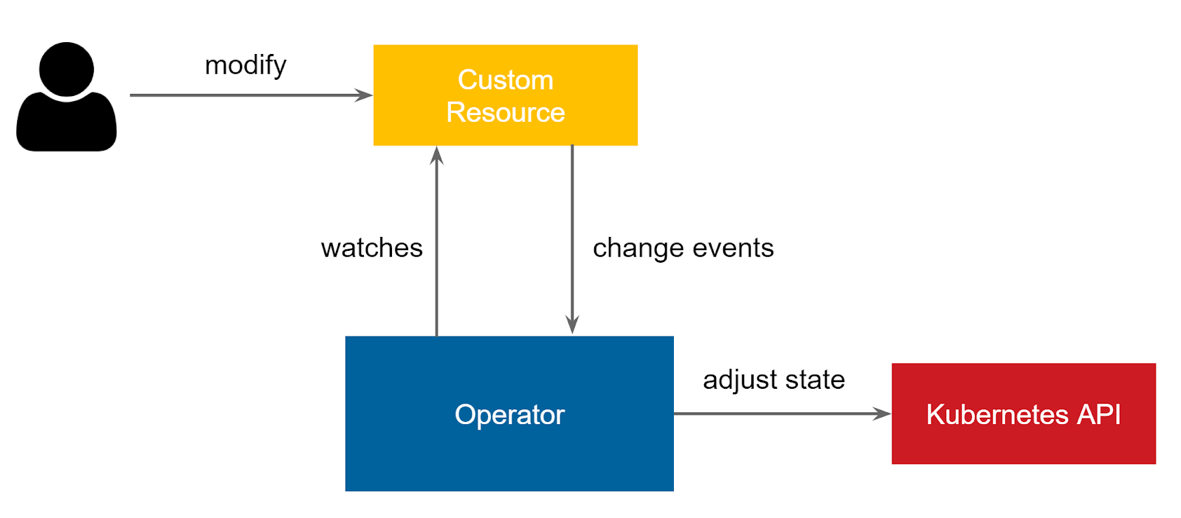 modify
Custom
Resource
watches
change events
Operator
adjust state
Kubernetes API